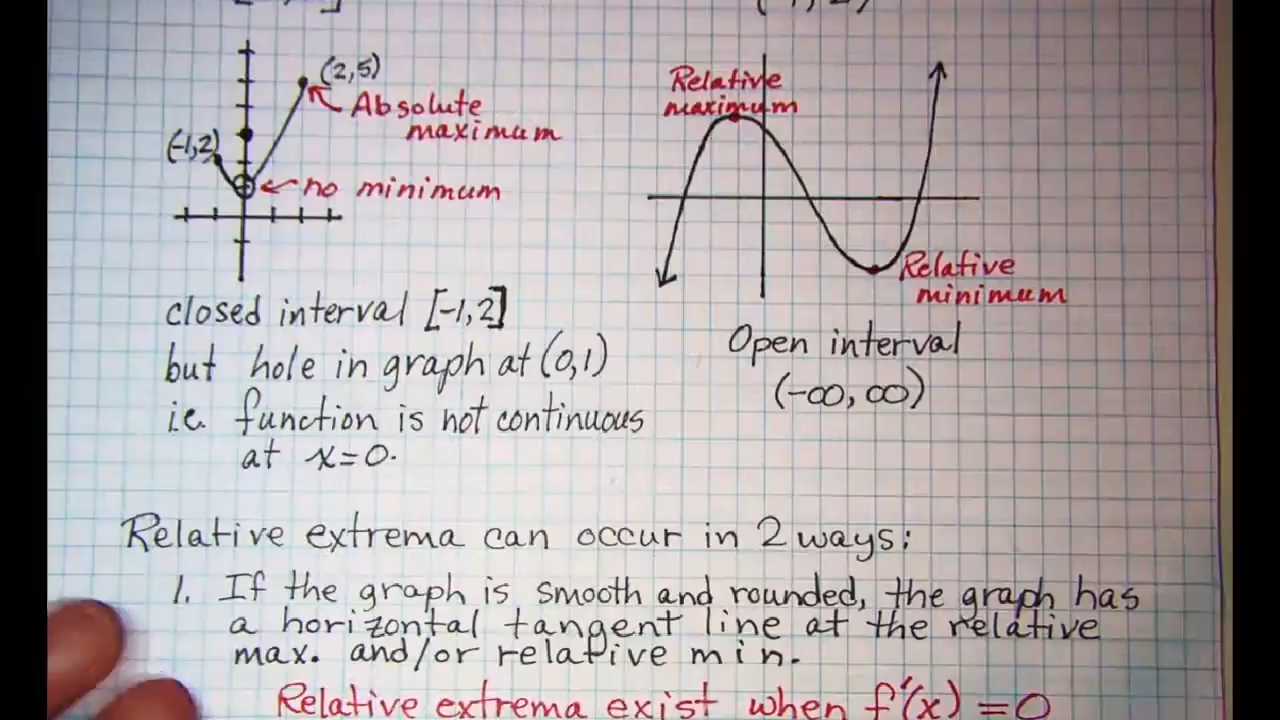 (2,5)
Absolute
maximum
(-1,2)
no minimum
closed interval [-1,2]
but hole in graph at (0,1)
i.e. function is not continuous
at x=0.
Relative
maximum
Relative
minimum
Open interval
(-∞, ∞)
Relative extrema can occur in 2 ways:
1. If the graph is smooth and rounded, the graph has
a horizontal tangent line at the relative
max. and/or relative min.
Relative extrema exist when f'(x) = 0